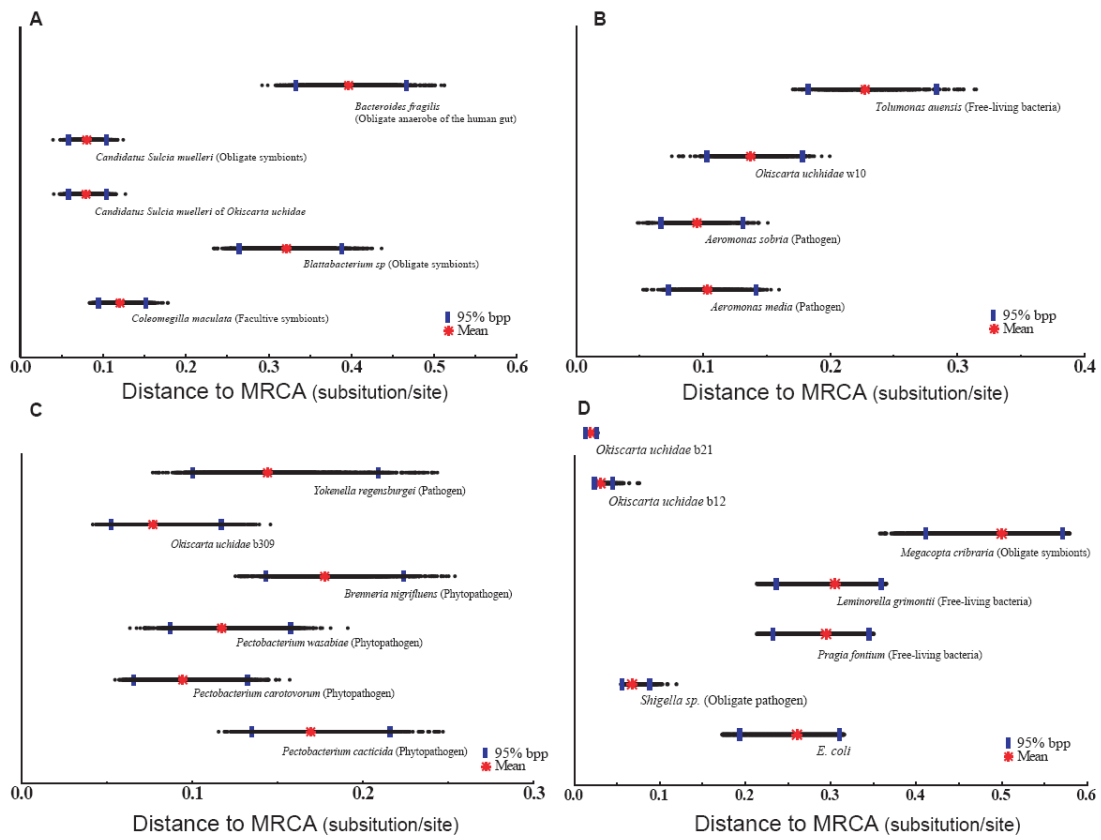 A
Bacteroides fragilis
(Obligate anaerobe of the human gut)
Candidatus Sulcia muelleri (Obligate symbionts)
Candidatus Sulcia muelleri of Okiscarta uchidae
Blattabacterium sp (Obligate symbionts)
Coleomegilla maculata (Facultive symbionts)
95% bpp
Mean
0.0 0.1 0.2 0.3 0.4 0.5 0.6
Distance to MRCA (subsitution/site)
B
Tolumonas auensis (Free-living bacteria)
Okiscarta uchhidae w10
Aeromonas sobria (Pathogen)
Aeromonas media (Pathogen)
95% bpp
Mean
0.0 0.1 0.2 0.3 0.4
Distance to MRCA (subsitution/site)
C
Yokenella regensburgei (Pathogen)
Okiscarta uchidae b309
Brenneria nigrifluens (Phytopathogen)
Pectobacterium wasabiae (Phytopathogen)
Pectobacterium carotovorum (Phytopathogen)
Pectobacterium cacticida (Phytopathogen)
95% bpp
Mean
0.0 0.1 0.2 0.3
Distance to MRCA (subsitution/site)
D
Okiscarta uchidae b21
Okiscarta uchidae b12
Megacopta cribraria (Obligate symbionts)
Leminorella grimontii (Free-living bacteria)
Pragia fontium (Free-living bacteria)
Shigella sp. (Obligate pathogen)
E. coli
95% bpp
Mean
0.0 0.1 0.2 0.3 0.4 0.5 0.6
Distance to MRCA (subsitution/site)